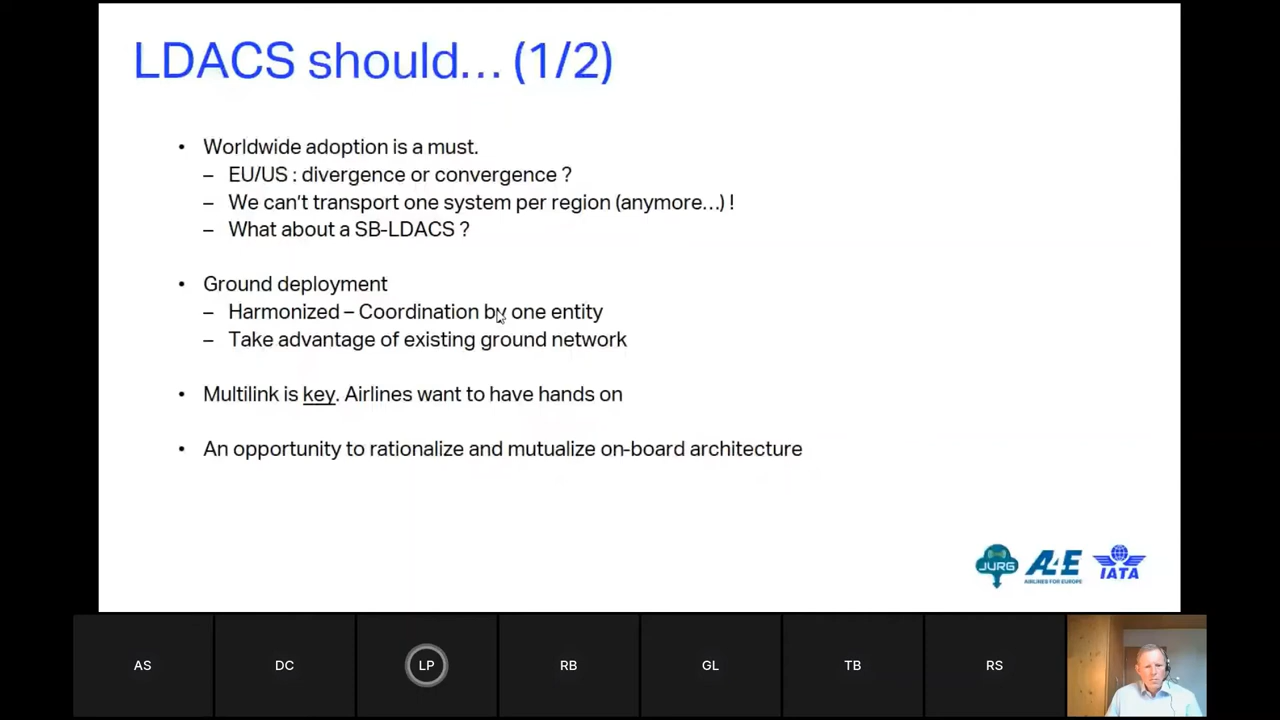 LDACS should... (1/2)
• Worldwide adoption is a must.
– EU/US : divergence or convergence ?
– We can't transport one system per region (anymore...) !
– What about a SB-LDACS ?
• Ground deployment
– Harmonized – Coordination by one entity
– Take advantage of existing ground network
• Multilink is key. Airlines want to have hands on
• An opportunity to rationalize and mutualize on-board architecture
JURG
A4E
AIRLINES FOR EUROPE
IATA
AS
DC
LP
RB
GL
TB
RS